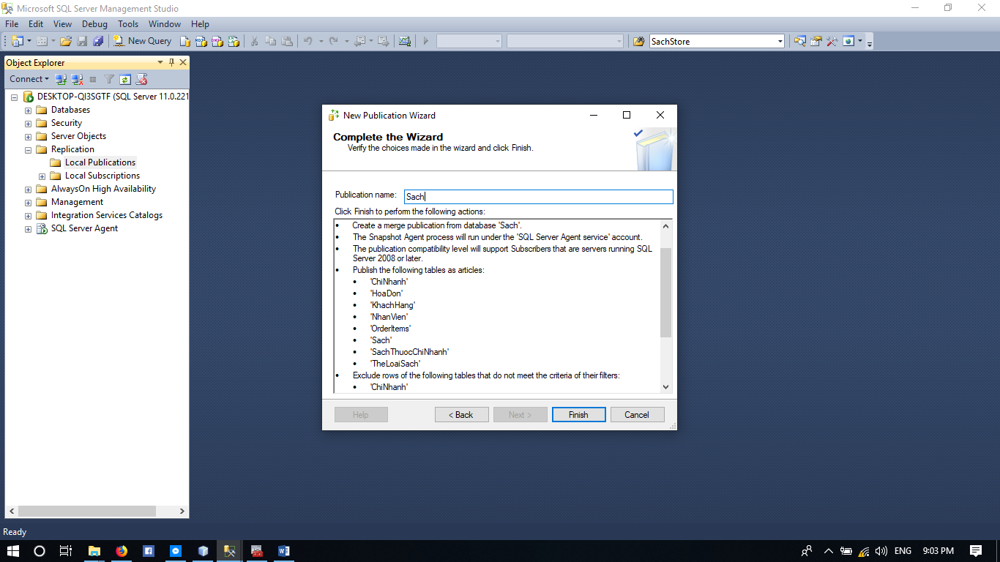 Microsoft SQL Server Management Studio
File Edit View Debug Tools Window Help
New Query
SachStore
Object Explorer
Connect
DESKTOP-QI3SGTF (SQL Server 11.0.221
Databases
Security
Server Objects
Replication
Local Publications
Local Subscriptions
AlwaysOn High Availability
Management
Integration Services Catalogs
SQL Server Agent
New Publication Wizard
Complete the Wizard
Verify the choices made in the wizard and click Finish.
Publication name: Sach
Click Finish to perform the following actions:
• Create a merge publication from database 'Sach'.
• The Snapshot Agent process will run under the 'SQL Server Agent service' account.
• The publication compatibility level will support Subscribers that are servers running SQL
Server 2008 or later.
• Publish the following tables as articles:
• 'ChiNhanh'
• 'HoaDon'
• 'KhachHang'
• 'NhanVien'
• 'OrderItems'
• 'Sach'
• 'SachThuocChiNhanh'
• 'TheLoaiSach'
• Exclude rows of the following tables that do not meet the criteria of their filters:
• 'ChiNhanh'
Help < Back Next > Finish Cancel
Ready
ENG 9:03 PM